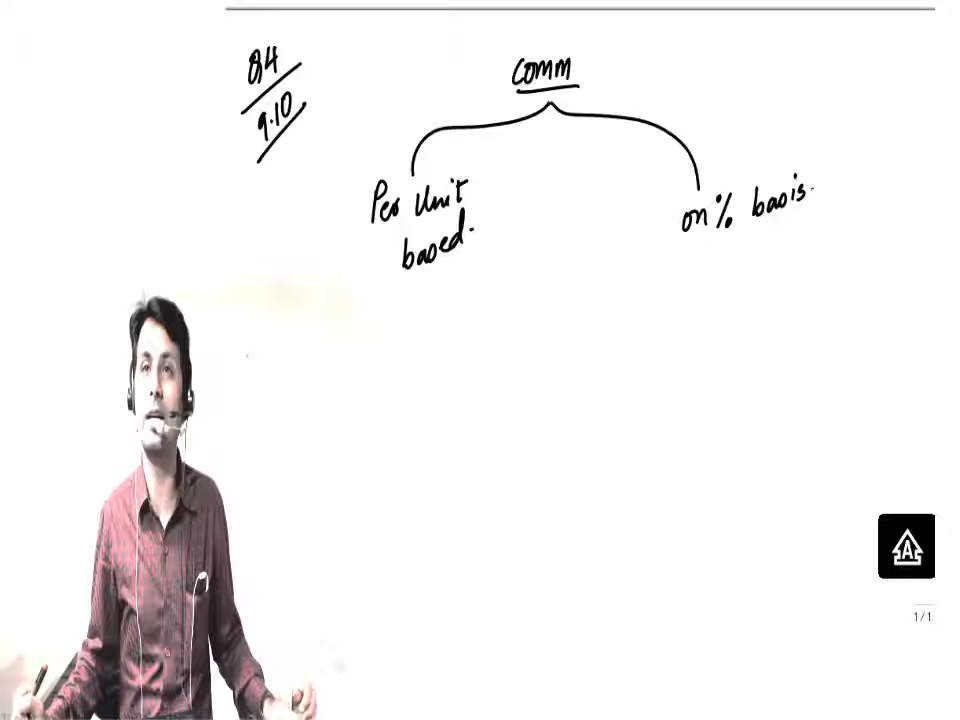 Q4
9.10
Comm
Per Unit
based.
on % basis.
A
1/1